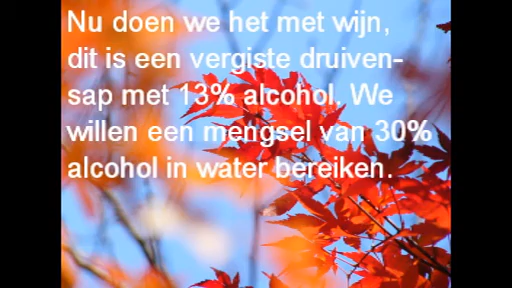 Nu doen we het met wijn,
dit is een vergiste druiven-
sap met 13% alcohol. We
willen een mengsel van 30%
alcohol in water bereiken.